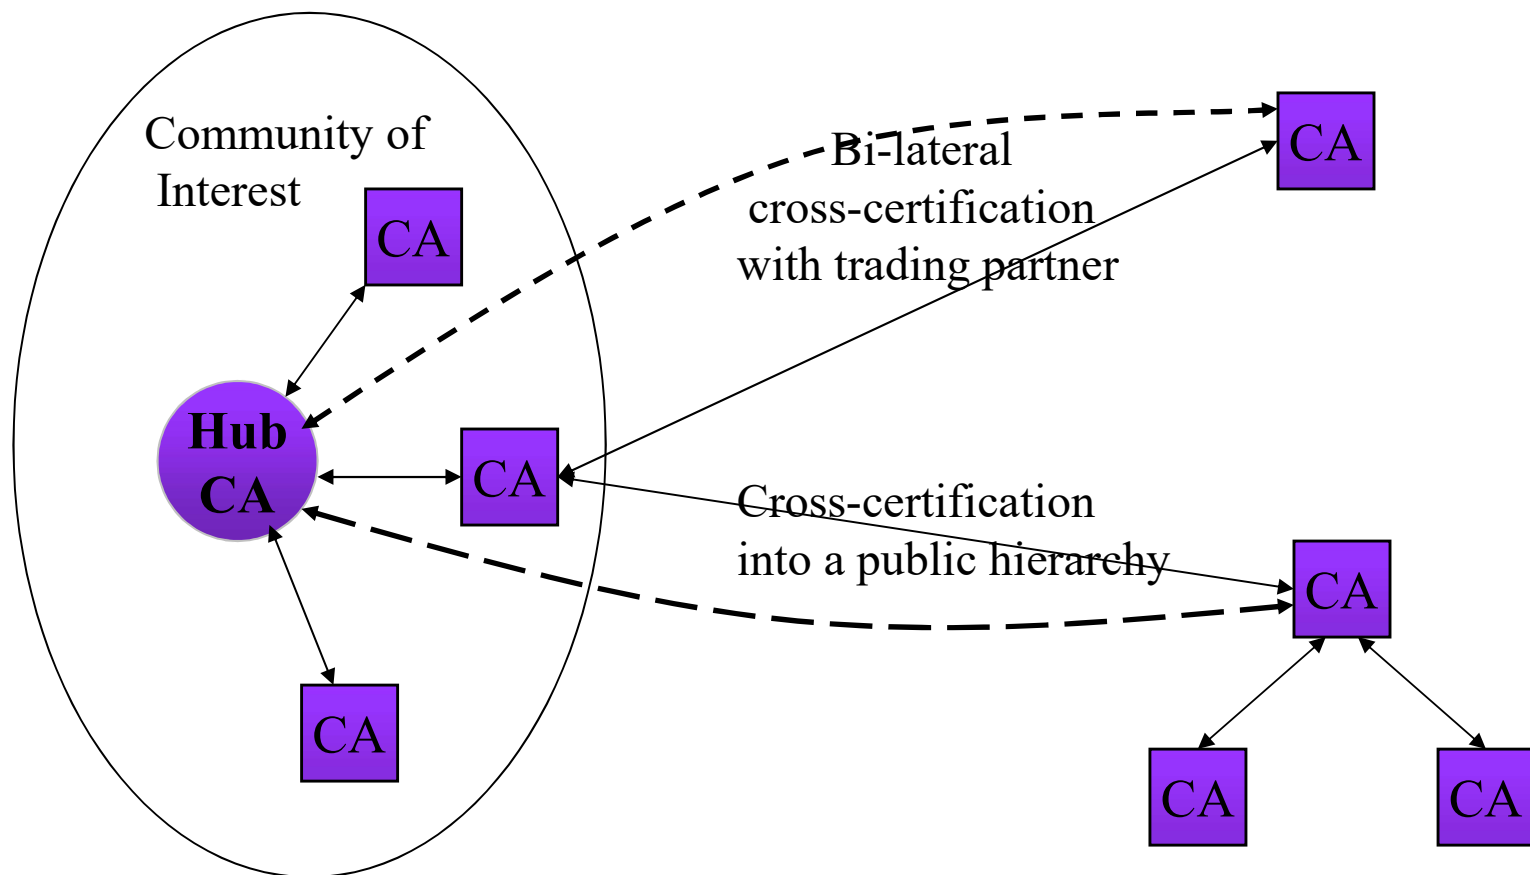 Community of
Interest
CA
Hub
CA
CA
CA
Bi-lateral
cross-certification
with trading partner
CA
Cross-certification
into a public hierarchy
CA
CA
CA